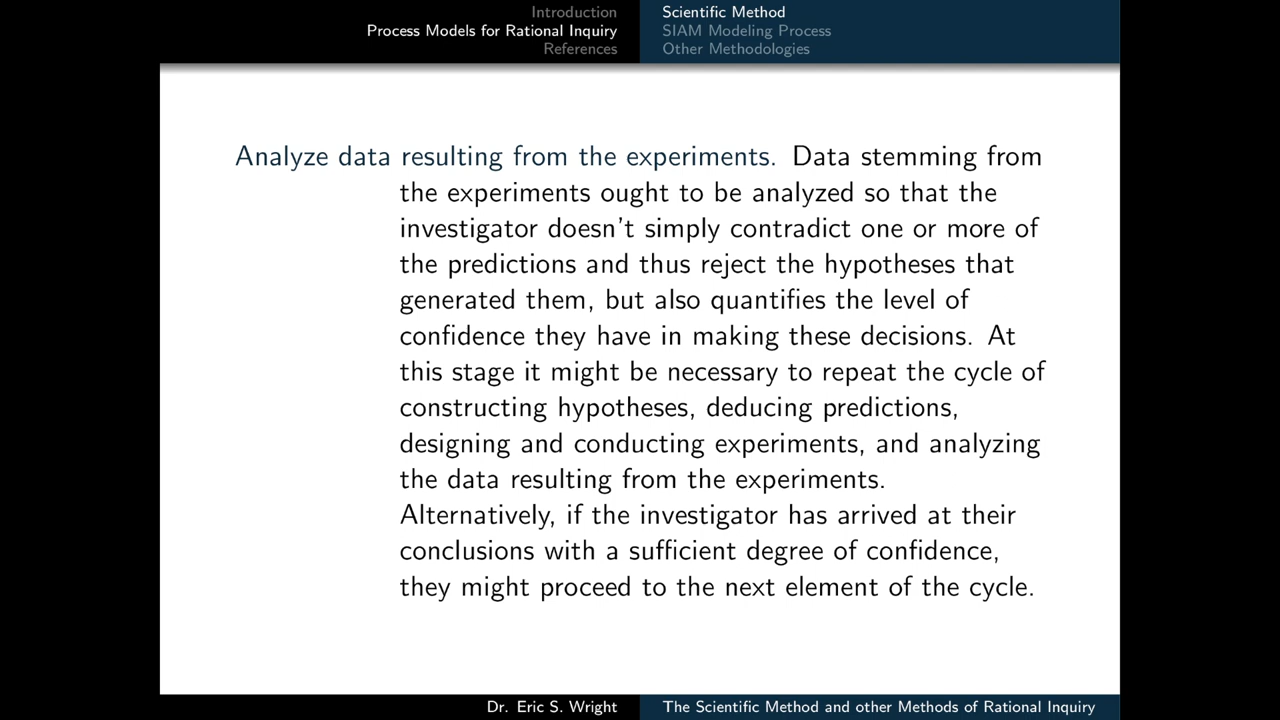 Introduction
Process Models for Rational Inquiry
References
Scientific Method
SIAM Modeling Process
Other Methodologies
Analyze data resulting from the experiments. Data stemming from
the experiments ought to be analyzed so that the
investigator doesn't simply contradict one or more of
the predictions and thus reject the hypotheses that
generated them, but also quantifies the level of
confidence they have in making these decisions. At
this stage it might be necessary to repeat the cycle of
constructing hypotheses, deducing predictions,
designing and conducting experiments, and analyzing
the data resulting from the experiments.
Alternatively, if the investigator has arrived at their
conclusions with a sufficient degree of confidence,
they might proceed to the next element of the cycle.
Dr. Eric S. Wright
The Scientific Method and other Methods of Rational Inquiry